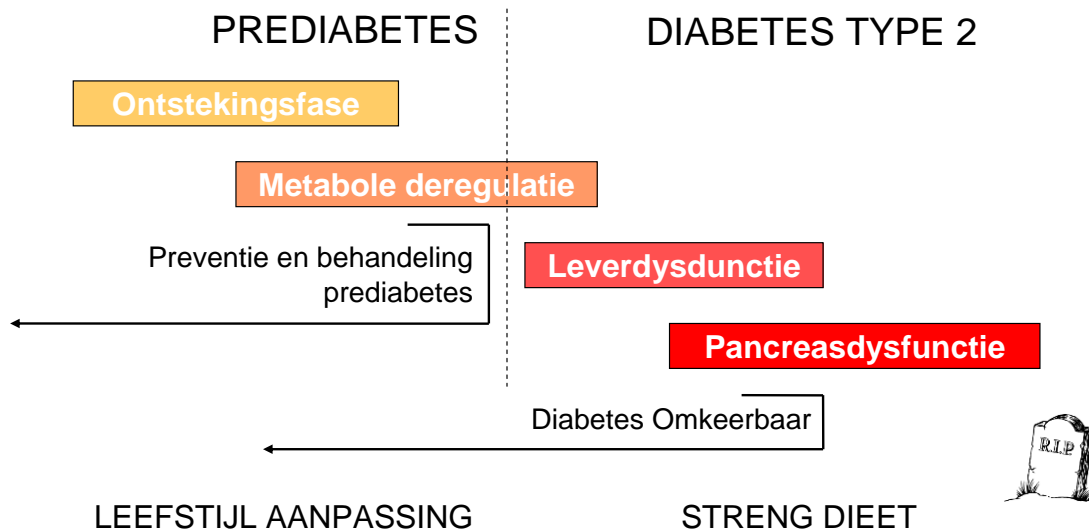 PREDIABETES
DIABETES TYPE 2
Ontstekingsfase
Metabole deregulatie
Preventie en behandeling
prediabetes
Leverdysdunctie
Pancreasdysfunctie
Diabetes Omkeerbaar
R.I.P
LEEFSTIJL AANPASSING
STRENG DIEET